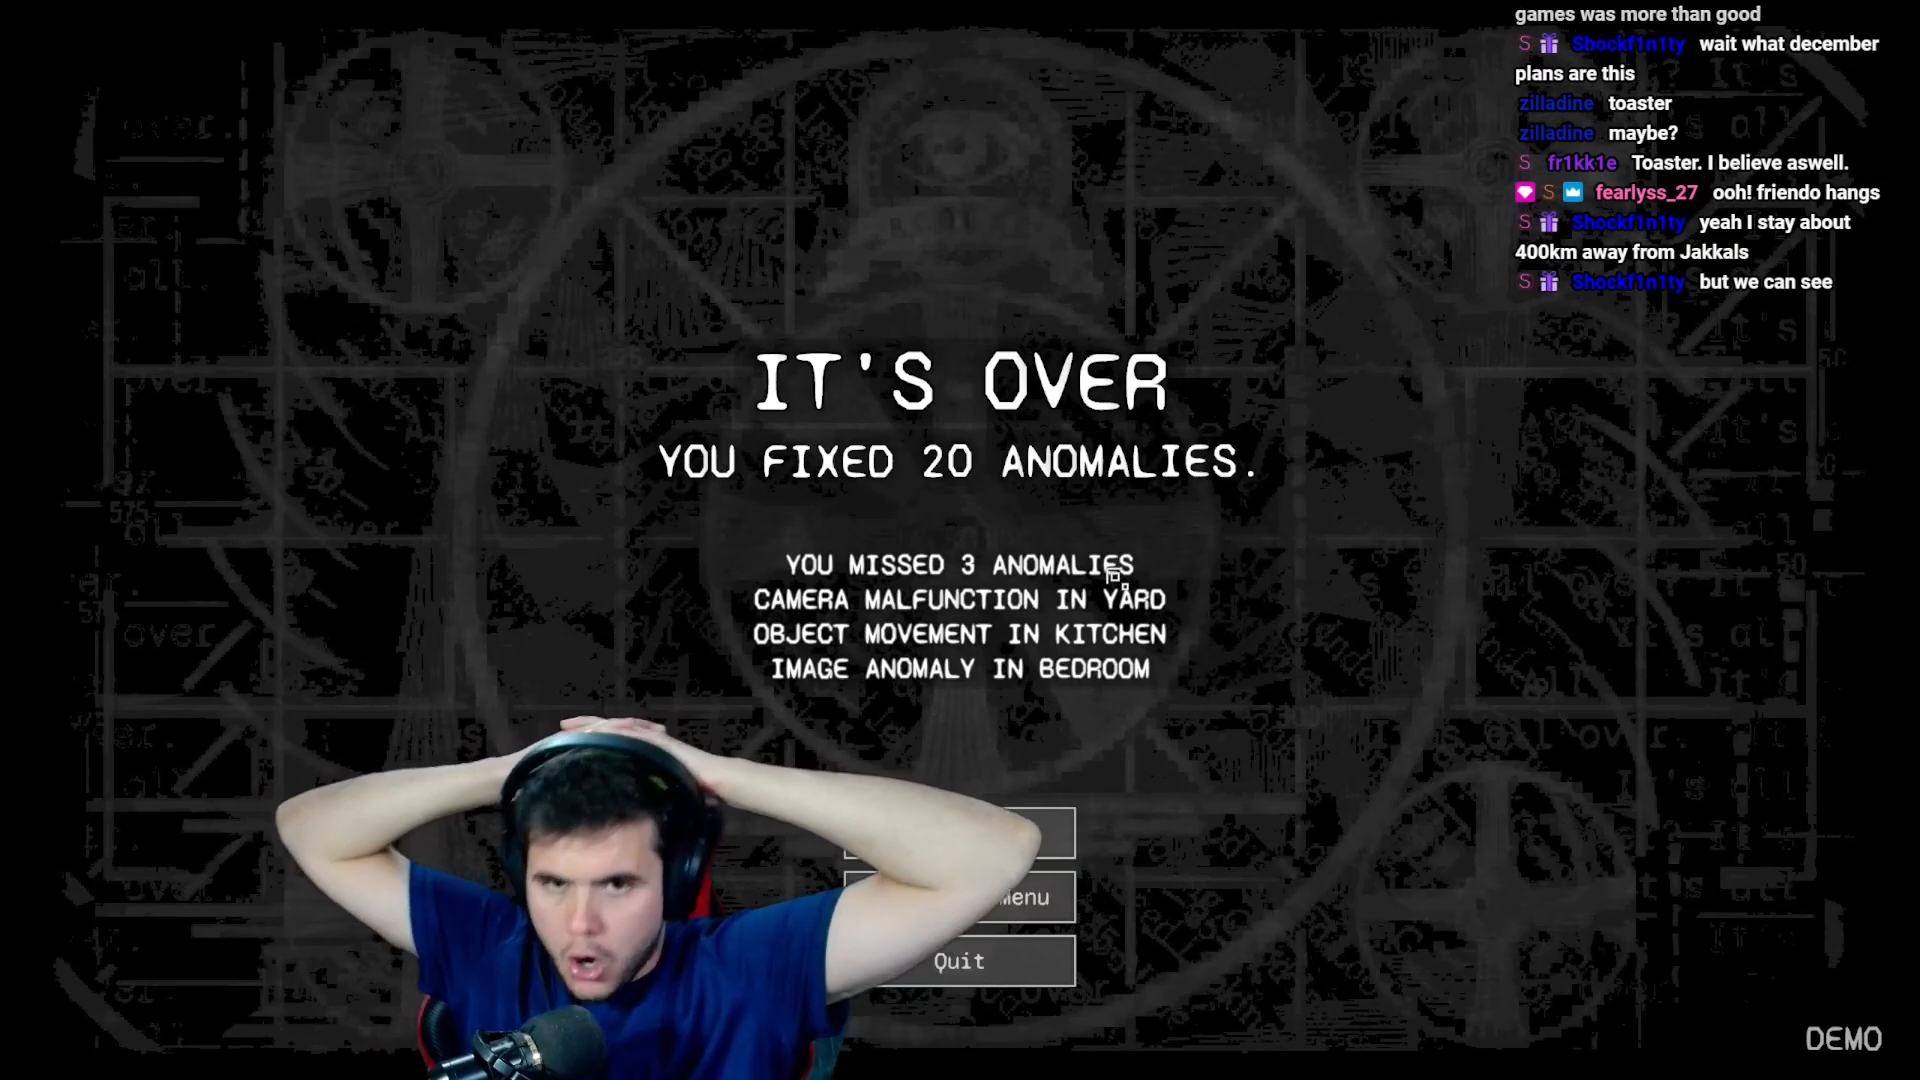 games was more than good
Shockf1n1ty wait what december
plans are this
zilladine toaster
zilladine maybe?
S fr1kk1e Toaster. I believe aswell.
S fearlyss_27 ooh! friendo hangs
S Shockf1n1ty yeah I stay about
400km away from Jakkals
S Shockf1n1ty but we can see
IT'S OVER
YOU FIXED 20 ANOMALIES.
YOU MISSED 3 ANOMALIES
CAMERA MALFUNCTION IN YARD
OBJECT MOVEMENT IN KITCHEN
IMAGE ANOMALY IN BEDROOM
Menu
Quit
DEMO